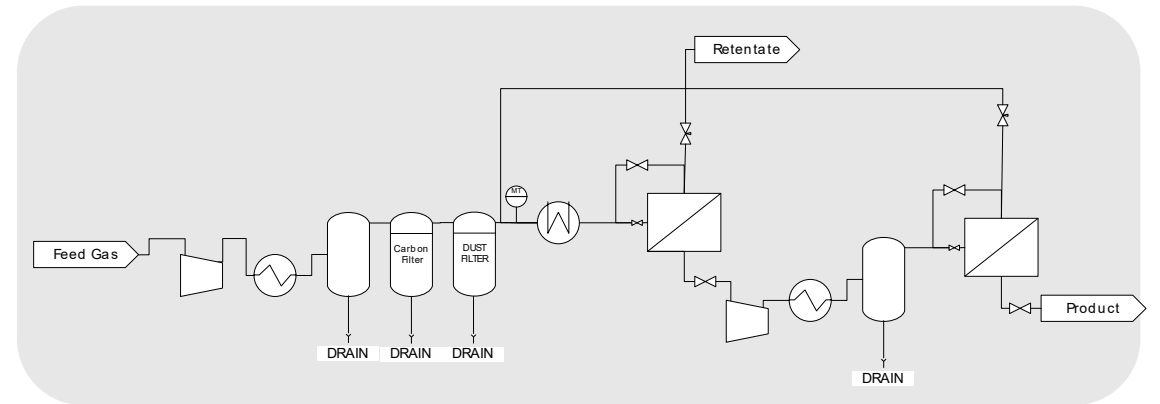 Retentate
MT
Feed Gas
Carbon
Filter
DUST
FILTER
Product
DRAIN
DRAIN
DRAIN
DRAIN